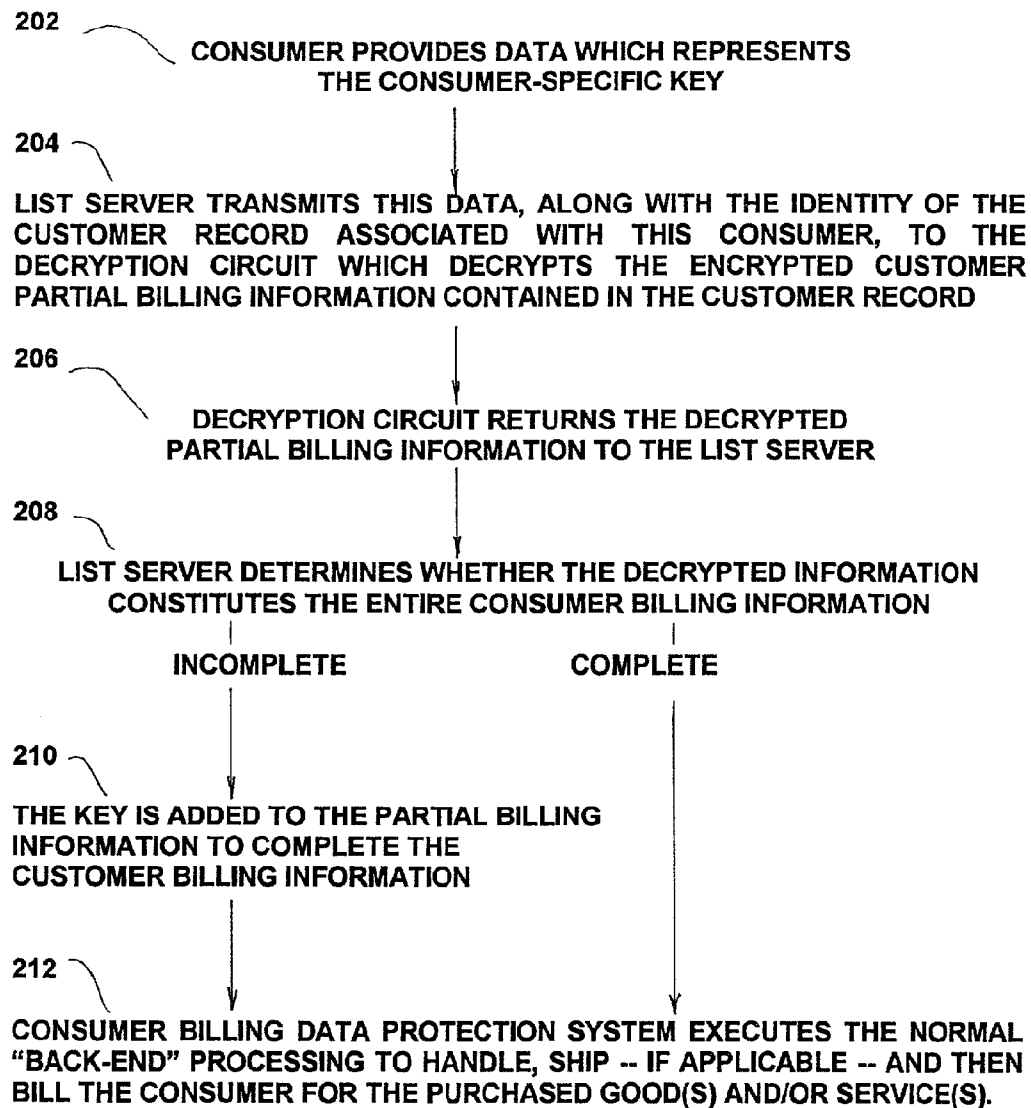 202
CONSUMER PROVIDES DATA WHICH REPRESENTS
THE CONSUMER-SPECIFIC KEY
204
LIST SERVER TRANSMITS THIS DATA, ALONG WITH THE IDENTITY OF THE
CUSTOMER RECORD ASSOCIATED WITH THIS CONSUMER, TO THE
DECRYPTION CIRCUIT WHICH DECRYPTS THE ENCRYPTED CUSTOMER
PARTIAL BILLING INFORMATION CONTAINED IN THE CUSTOMER RECORD
206
DECRYPTION CIRCUIT RETURNS THE DECRYPTED
PARTIAL BILLING INFORMATION TO THE LIST SERVER
208
LIST SERVER DETERMINES WHETHER THE DECRYPTED INFORMATION
CONSTITUTES THE ENTIRE CONSUMER BILLING INFORMATION
INCOMPLETE COMPLETE
210
THE KEY IS ADDED TO THE PARTIAL BILLING
INFORMATION TO COMPLETE THE
CUSTOMER BILLING INFORMATION
212
CONSUMER BILLING DATA PROTECTION SYSTEM EXECUTES THE NORMAL
“BACK-END” PROCESSING TO HANDLE, SHIP -- IF APPLICABLE -- AND THEN
BILL THE CONSUMER FOR THE PURCHASED GOOD(S) AND/OR SERVICE(S).